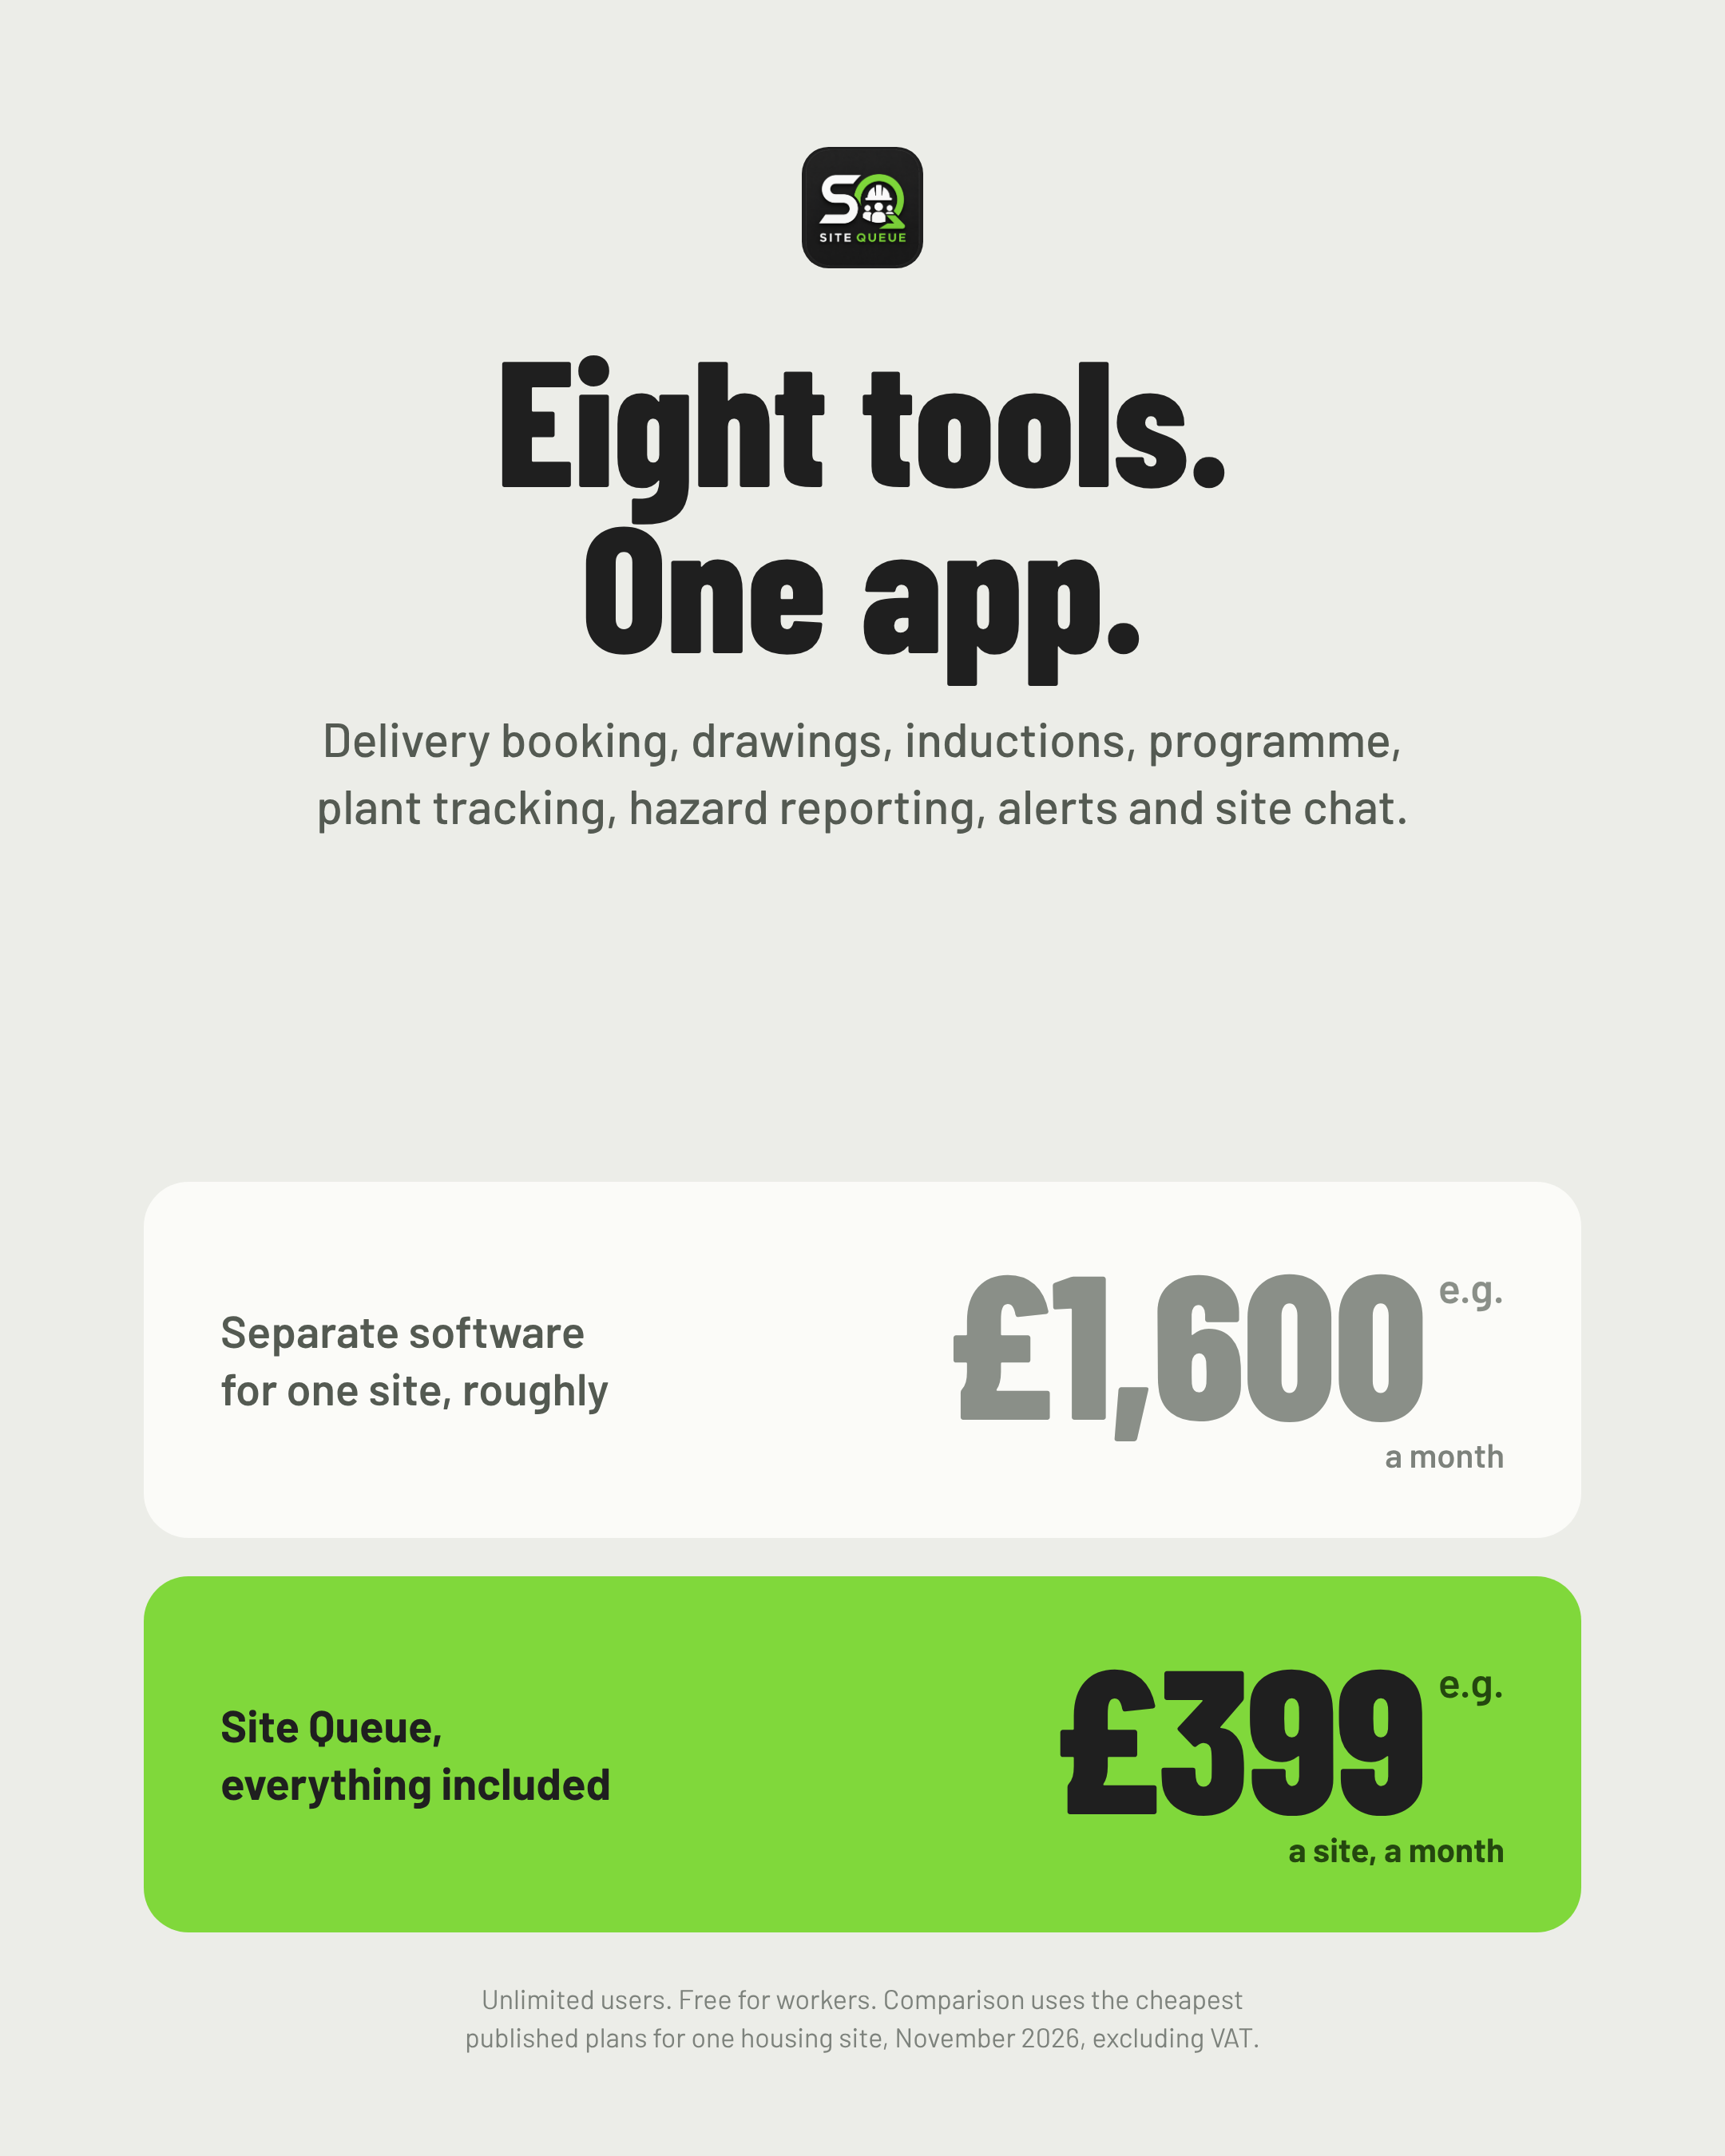 SQ
SITE QUEUE
Eight tools.
One app.
Delivery booking, drawings, inductions, programme,
plant tracking, hazard reporting, alerts and site chat.
Separate software
for one site, roughly
£1,600 e.g.
a month
Site Queue,
everything included
£399 e.g.
a site, a month
Unlimited users. Free for workers. Comparison uses the cheapest
published plans for one housing site, November 2026, excluding VAT.